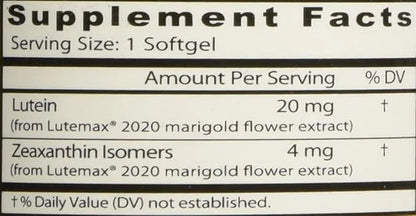 Supplement Facts
Serving Size: 1 Softgel
Amount Per Serving % DV
Lutein 20 mg †
(from Lutemax® 2020 marigold flower extract)
Zeaxanthin Isomers 4 mg †
(from Lutemax® 2020 marigold flower extract)
†% Daily Value (DV) not established.